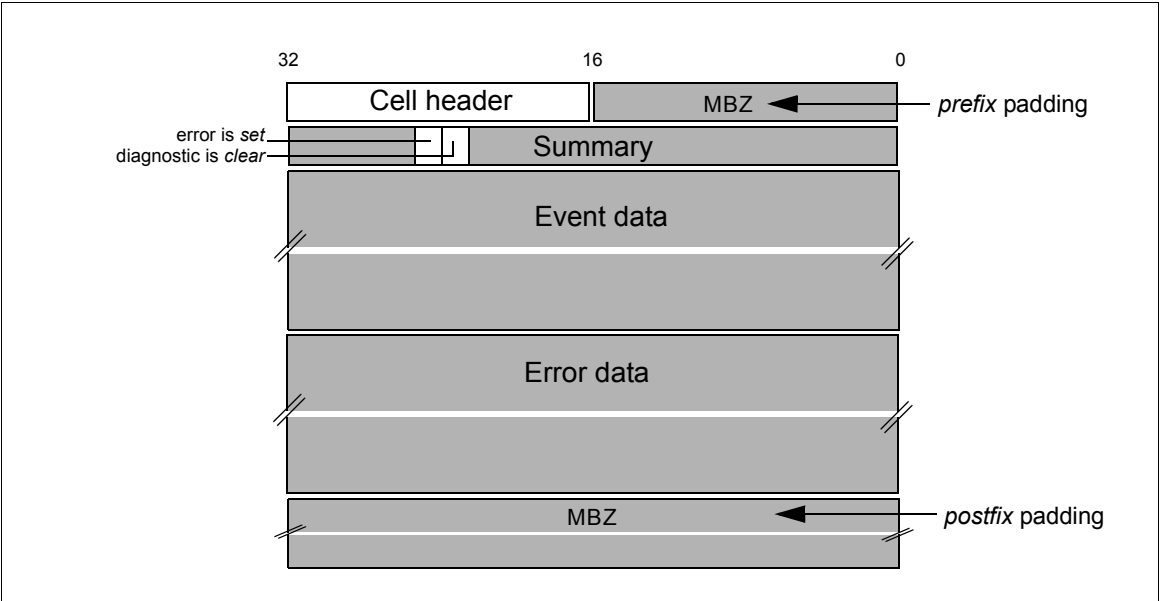 32 16 0
Cell header MBZ prefix padding
error is set
diagnostic is clear
Summary
Event data
Error data
MBZ postfix padding